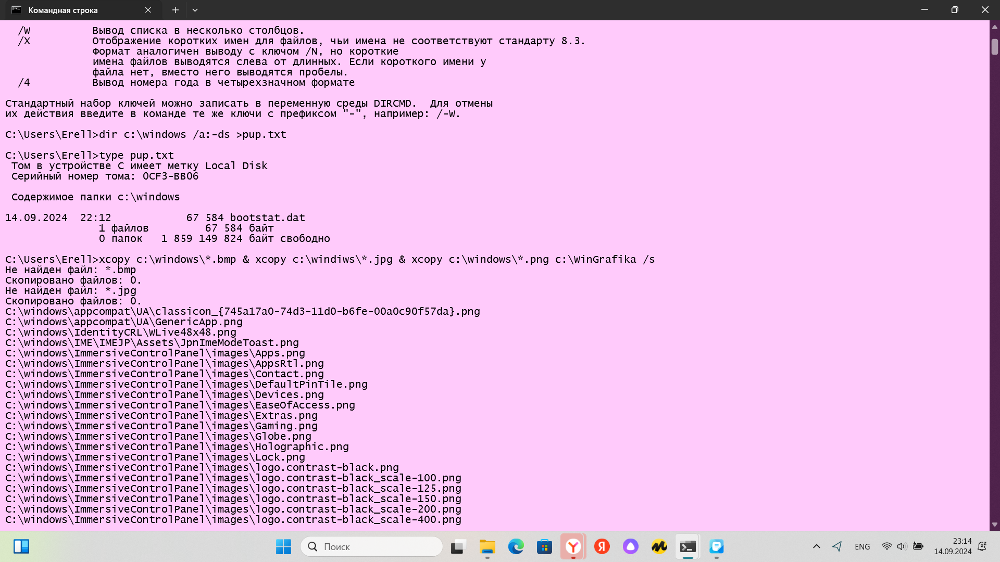 Командная строка
/W Вывод списка в несколько столбцов.
/X Отображение коротких имен для файлов, чьи имена не соответствуют стандарту 8.3.
Формат аналогичен выводу с ключом /N, но короткие
имена файлов выводятся слева от длинных. Если короткого имени у
файла нет, вместо него выводятся пробелы.
/4 Вывод номера года в четырехзначном формате
Стандартный набор ключей можно записать в переменную среды DIRCMD. Для отмены
их действия введите в команде те же ключи с префиксом "-", например: /-W.
C:\Users\Erell>dir c:\windows /a:-ds >pup.txt
C:\Users\Erell>type pup.txt
Том в устройстве C имеет метку Local Disk
Серийный номер тома: 0CF3-BB06
Содержимое папки c:\windows
14.09.2024 22:12 67 584 bootstat.dat
1 файлов 67 584 байт
0 папок 1 859 149 824 байт свободно
C:\Users\Erell>xcopy c:\windows\*.bmp & xcopy c:\windiws\*.jpg & xcopy c:\windows\*.png c:\WinGrafika /s
Не найден файл: *.bmp
Скопировано файлов: 0.
Не найден файл: *.jpg
Скопировано файлов: 0.
C:\windows\appcompat\UA\classicon_{745a17a0-74d3-11d0-b6fe-00a0c90f57da}.png
C:\windows\appcompat\UA\GenericApp.png
C:\windows\IdentityCRL\WLive48x48.png
C:\windows\IME\IMEJP\Assets\JpnImeModeToast.png
C:\windows\ImmersiveControlPanel\images\Apps.png
C:\windows\ImmersiveControlPanel\images\AppsRtl.png
C:\windows\ImmersiveControlPanel\images\Contact.png
C:\windows\ImmersiveControlPanel\images\DefaultPinTile.png
C:\windows\ImmersiveControlPanel\images\Devices.png
C:\windows\ImmersiveControlPanel\images\EaseOfAccess.png
C:\windows\ImmersiveControlPanel\images\Extras.png
C:\windows\ImmersiveControlPanel\images\Gaming.png
C:\windows\ImmersiveControlPanel\images\Globe.png
C:\windows\ImmersiveControlPanel\images\Holographic.png
C:\windows\ImmersiveControlPanel\images\Lock.png
C:\windows\ImmersiveControlPanel\images\logo.contrast-black.png
C:\windows\ImmersiveControlPanel\images\logo.contrast-black_scale-100.png
C:\windows\ImmersiveControlPanel\images\logo.contrast-black_scale-125.png
C:\windows\ImmersiveControlPanel\images\logo.contrast-black_scale-150.png
C:\windows\ImmersiveControlPanel\images\logo.contrast-black_scale-200.png
C:\windows\ImmersiveControlPanel\images\logo.contrast-black_scale-400.png
Поиск
ENG
23:14
14.09.2024